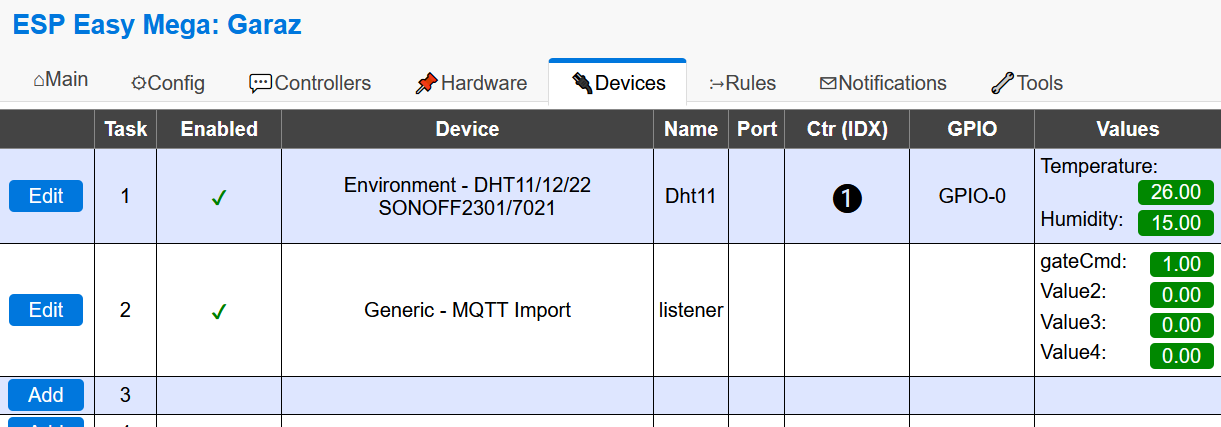 ESP Easy Mega: Garaz
⌂Main ⚙Config 💬Controllers 📌Hardware 🔌Devices Rules ✉Notifications 🔧Tools
Task Enabled Device Name Port Ctr (IDX) GPIO Values
Edit 1 ✓ Environment - DHT11/12/22 SONOFF2301/7021 Dht11 ❶ GPIO-0 Temperature: 26.00
Humidity: 15.00
Edit 2 ✓ Generic - MQTT Import listener gateCmd: 1.00
Value2: 0.00
Value3: 0.00
Value4: 0.00
Add 3